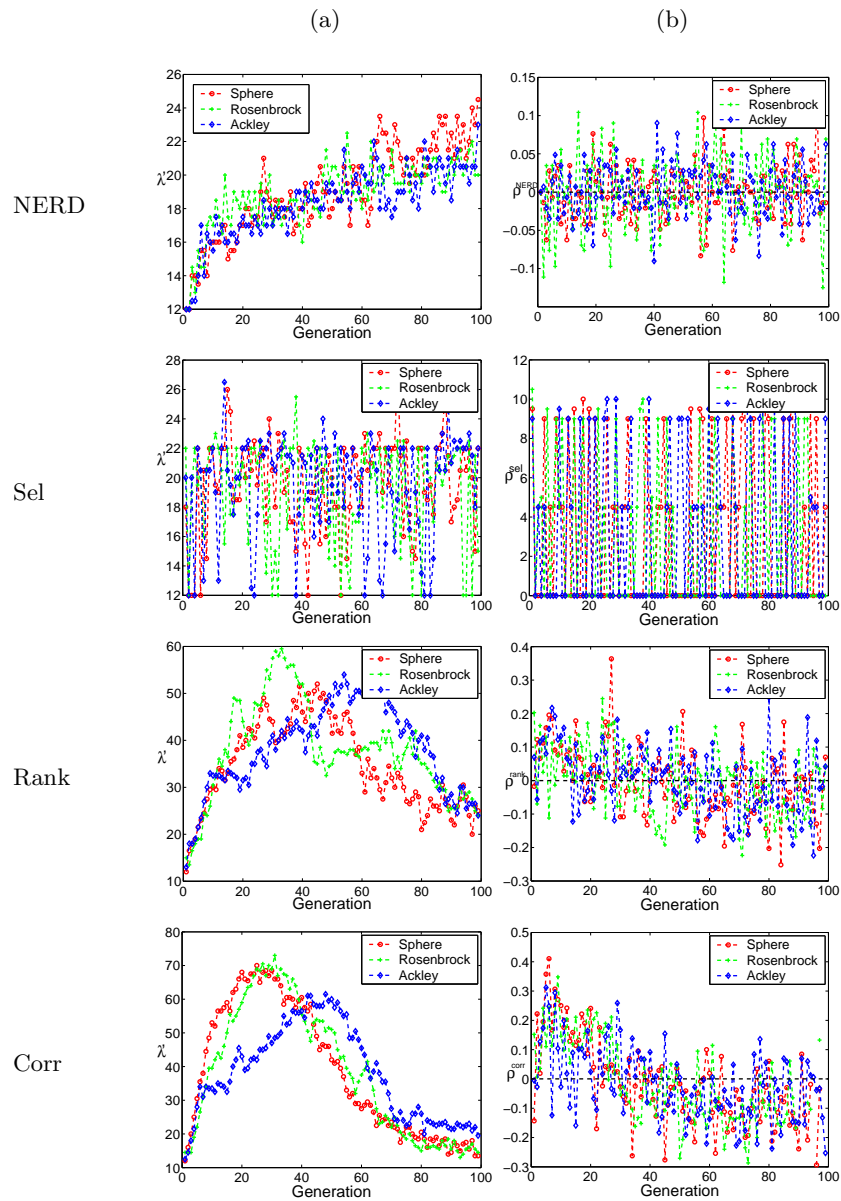 (a) (b)
NERD
26
24
22
20
18
16
14
12
0 20 40 60 80 100
λ'
Generation
Sphere
Rosenbrock
Ackley
0.15
0.1
0.05
0
−0.05
−0.1
0 20 40 60 80 100
ρ^NERD
Generation
Sphere
Rosenbrock
Ackley
Sel
28
26
24
22
20
18
16
14
12
0 20 40 60 80 100
λ'
Generation
Sphere
Rosenbrock
Ackley
12
10
8
6
4
2
0
0 20 40 60 80 100
ρ^sel
Generation
Sphere
Rosenbrock
Ackley
Rank
60
50
40
30
20
10
0 20 40 60 80 100
λ'
Generation
Sphere
Rosenbrock
Ackley
0.4
0.3
0.2
0.1
0
−0.1
−0.2
−0.3
0 20 40 60 80 100
ρ^rank
Generation
Sphere
Rosenbrock
Ackley
Corr
80
70
60
50
40
30
20
10
0 20 40 60 80 100
λ'
Generation
Sphere
Rosenbrock
Ackley
0.5
0.4
0.3
0.2
0.1
0
−0.1
−0.2
−0.3
0 20 40 60 80 100
ρ^corr
Generation
Sphere
Rosenbrock
Ackley